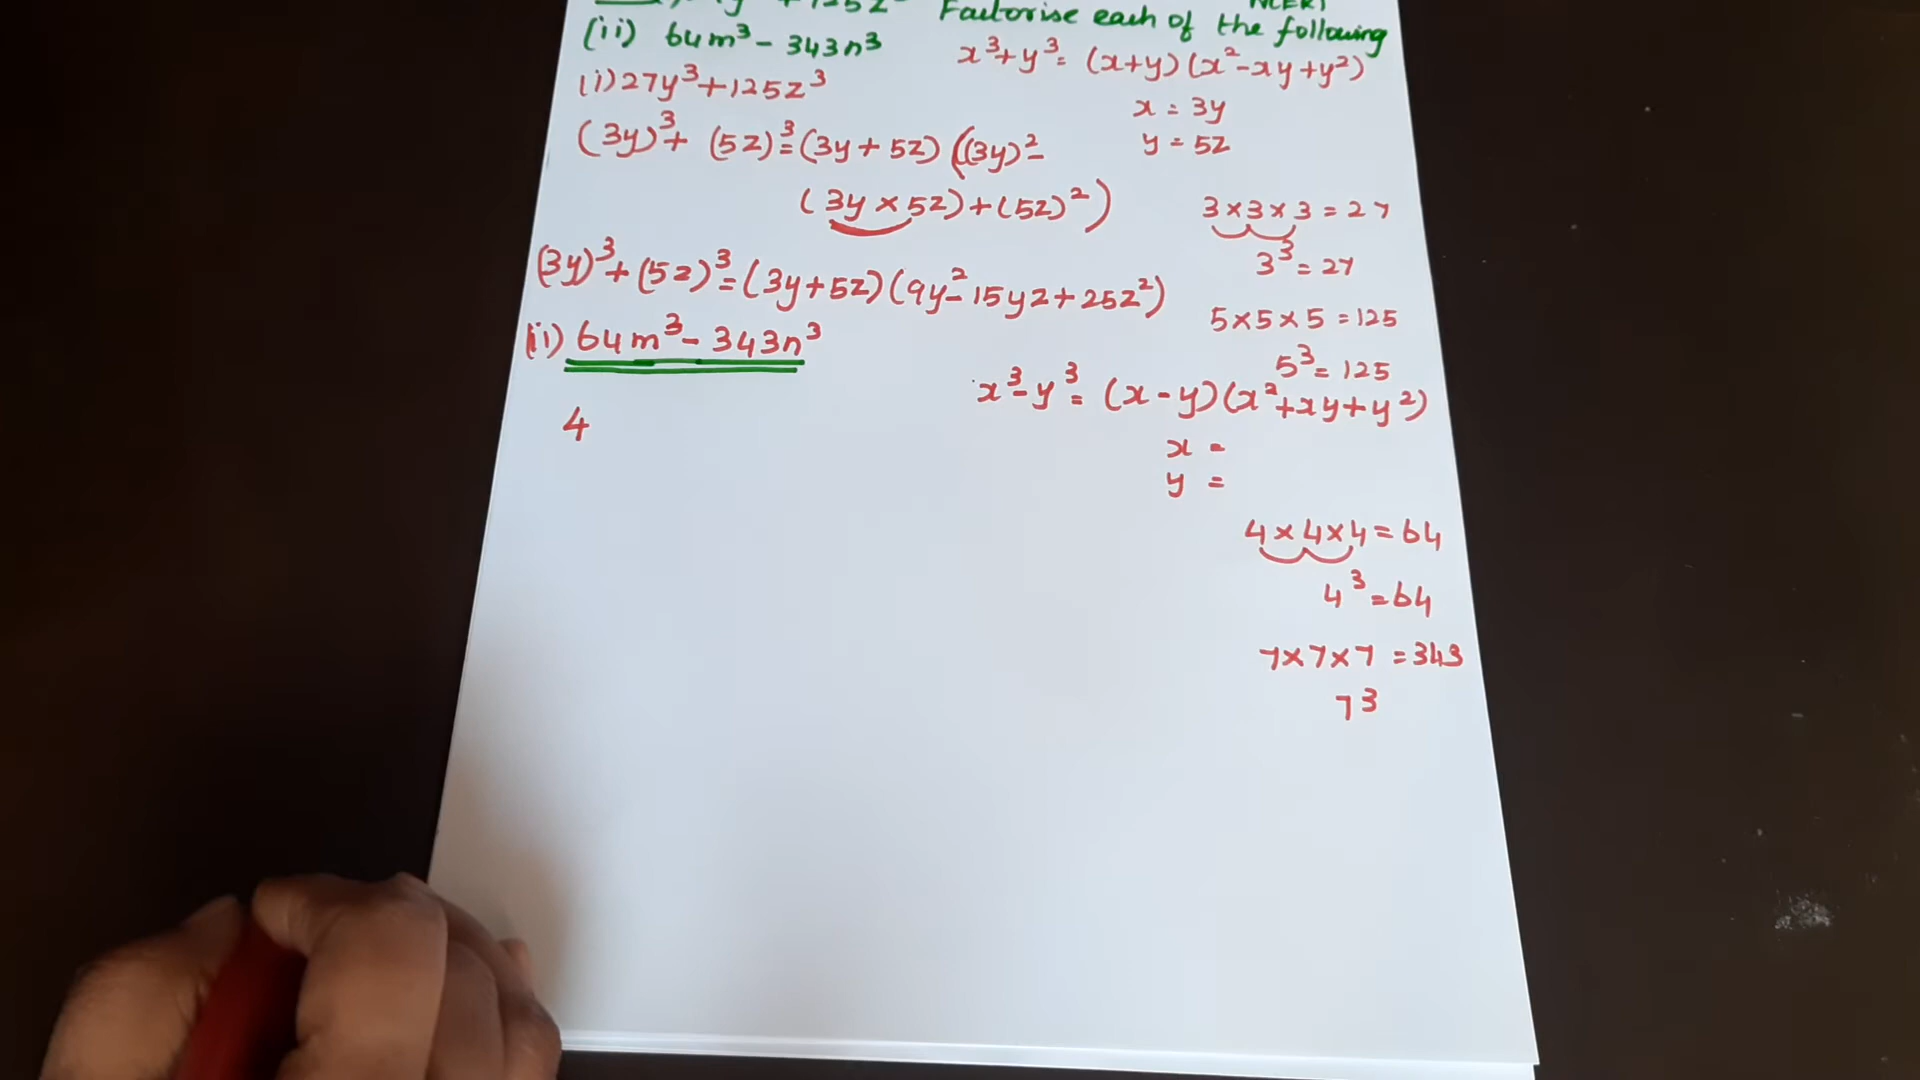 +125z
NCERT
Factorise each of the following
(ii) 64m³ - 343n³
x³+y³= (x+y)(x²-xy+y²)
(i) 27y³+125z³
x = 3y
(3y)³+ (5z)³=(3y+5z)((3y)²-
y = 5z
(3y×5z)+(5z)²)
3×3×3=27
3³=27
(3y)³+(5z)³=(3y+5z)(9y²-15yz+25z²)
5×5×5=125
(ii) 64m³-343n³
5³=125
x³-y³= (x-y)(x²+xy+y²)
4
x =
y =
4×4×4=64
4³=64
7×7×7=343
7³